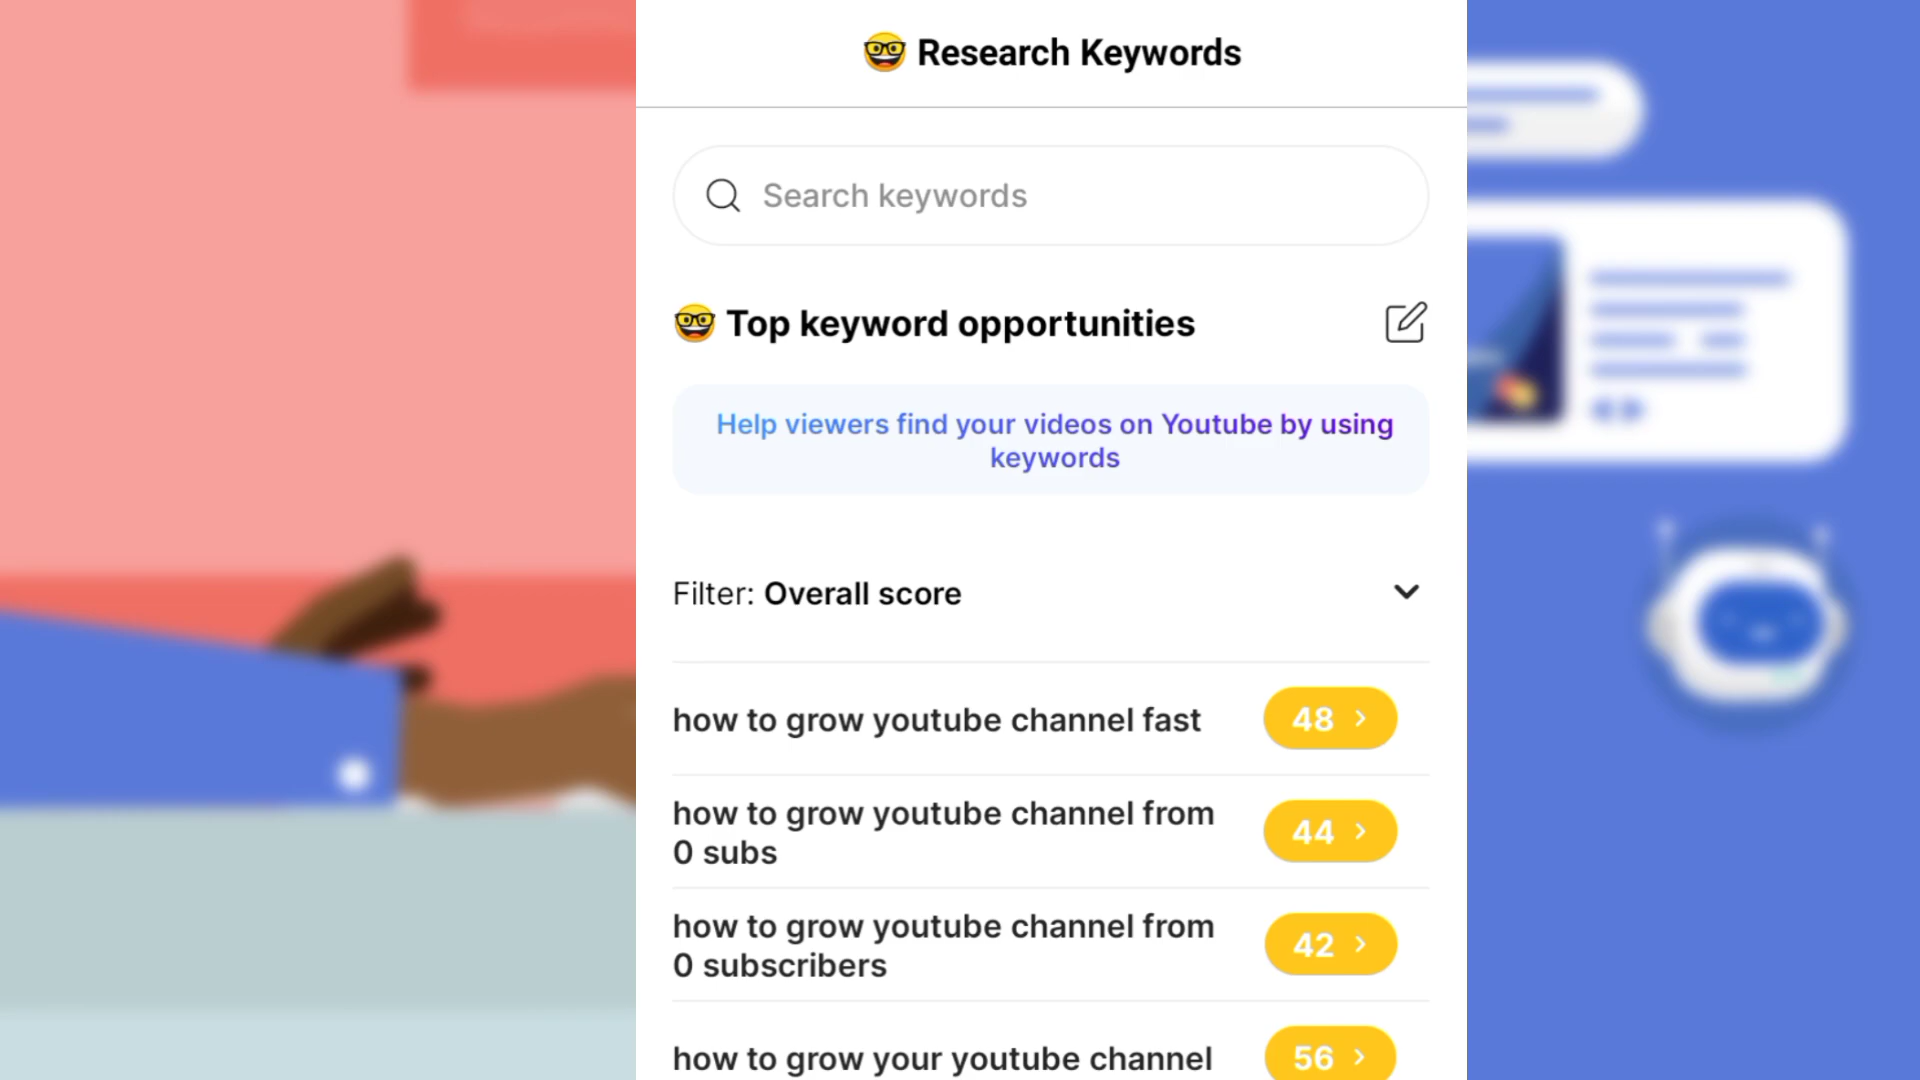 Research Keywords
Search keywords
Top keyword opportunities
Help viewers find your videos on Youtube by using
keywords
Filter: Overall score
how to grow youtube channel fast
48
how to grow youtube channel from
0 subs
44
how to grow youtube channel from
0 subscribers
42
how to grow your youtube channel
56